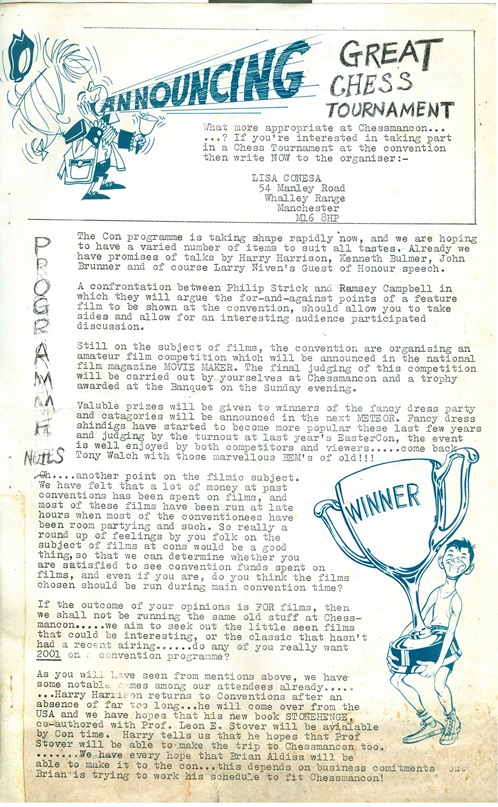 ANNOUNCING
GREAT
CHESS
TOURNAMENT
What more appropriate at Chessmancon...
...? If you're interested in taking part
in a Chess Tournament at the convention
then write NOW to the organiser:-
LISA CONESA
54 Manley Road
Whalley Range
Manchester
M16 8HP
PROGRAMME
NOTES
The Con programme is taking shape rapidly now, and we are hoping
to have a varied number of items to suit all tastes. Already we
have promises of talks by Harry Harrison, Kenneth Bulmer, John
Brunner and of course Larry Niven's Guest of Honour speech.
A confrontation between Philip Strick and Ramsey Campbell in
which they will argue the for-and-against points of a feature
film to be shown at the convention, should allow you to take
sides and allow for an interesting audience participated
discussion.
Still on the subject of films, the convention are organising an
amateur film competition which will be announced in the national
film magazine MOVIE MAKER. The final judging of this competition
will be carried out by yourselves at Chessmancon and a trophy
awarded at the Banquet on the Sunday evening.
Valuble prizes will be given to winners of the fancy dress party
and catagories will be announced in the next METEOR. Fancy dress
shindigs have started to become more popular these last few years
and judging by the turnout at last year's EasterCon, the event
is well enjoyed by both competitors and viewers.....come back
Tony Walch with those marvellous BEM's of old!!!
Oh....another point on the filmic subject.
We have felt that a lot of money at past
conventions has been spent on films, and
most of these films have been run at late
hours when most of the conventionees have
been room partying and such. So really a
round up of feelings by you folk on the
subject of films at cons would be a good
thing,so that we can determine whether you
are satisfied to see convention funds spent on
films, and even if you are, do you think the films
chosen should be run during main convention time?
WINNER
If the outcome of your opinions is FOR films, then
we shall not be running the same old stuff at Chess-
mancon.....we aim to seek out the little seen films
that could be interesting, or the classic that hasn't
had a recent airing......do any of you really want
2001 on a convention programme?
As you will have seen from mentions above, we have
some notable names among our attendees already.....
...Harry Harrison returns to Conventions after an
absence of far too long...he will come over from the
USA and we have hopes that his new book STONEHENGE,
co-authored with Prof. Leon E. Stover will be avialable
by Con time. Harry tells us that he hopes that Prof
Stover will be able to make the trip to Chessmancon too.
.......We have every hope that Brian Aldiss will be
able to make it to the con...this depends on business comitments but
Brian is trying to work his schedule to fit Chessmancon!